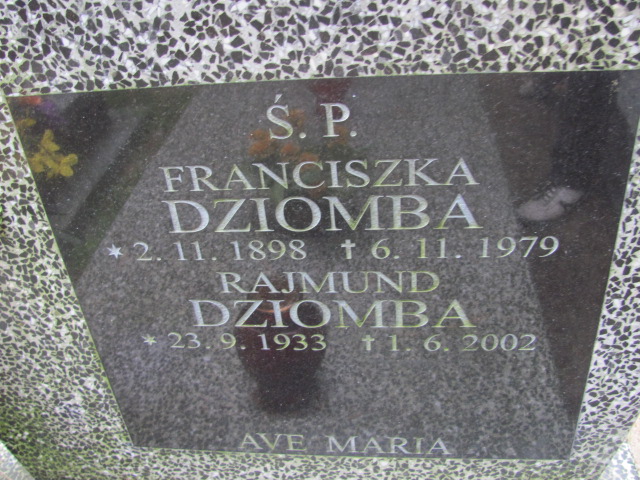 Ś. P.
FRANCISZKA
DZIOMBA
* 2. 11. 1898 ✝ 6. 11. 1979
RAJMUND
DZIOMBA
* 23. 9. 1933 ✝ 1. 6. 2002
AVE MARIA